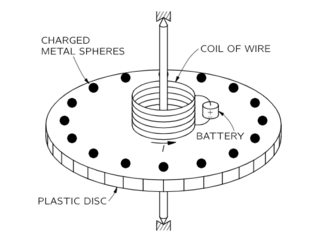 CHARGED
METAL SPHERES
COIL OF WIRE
BATTERY
I
PLASTIC DISC